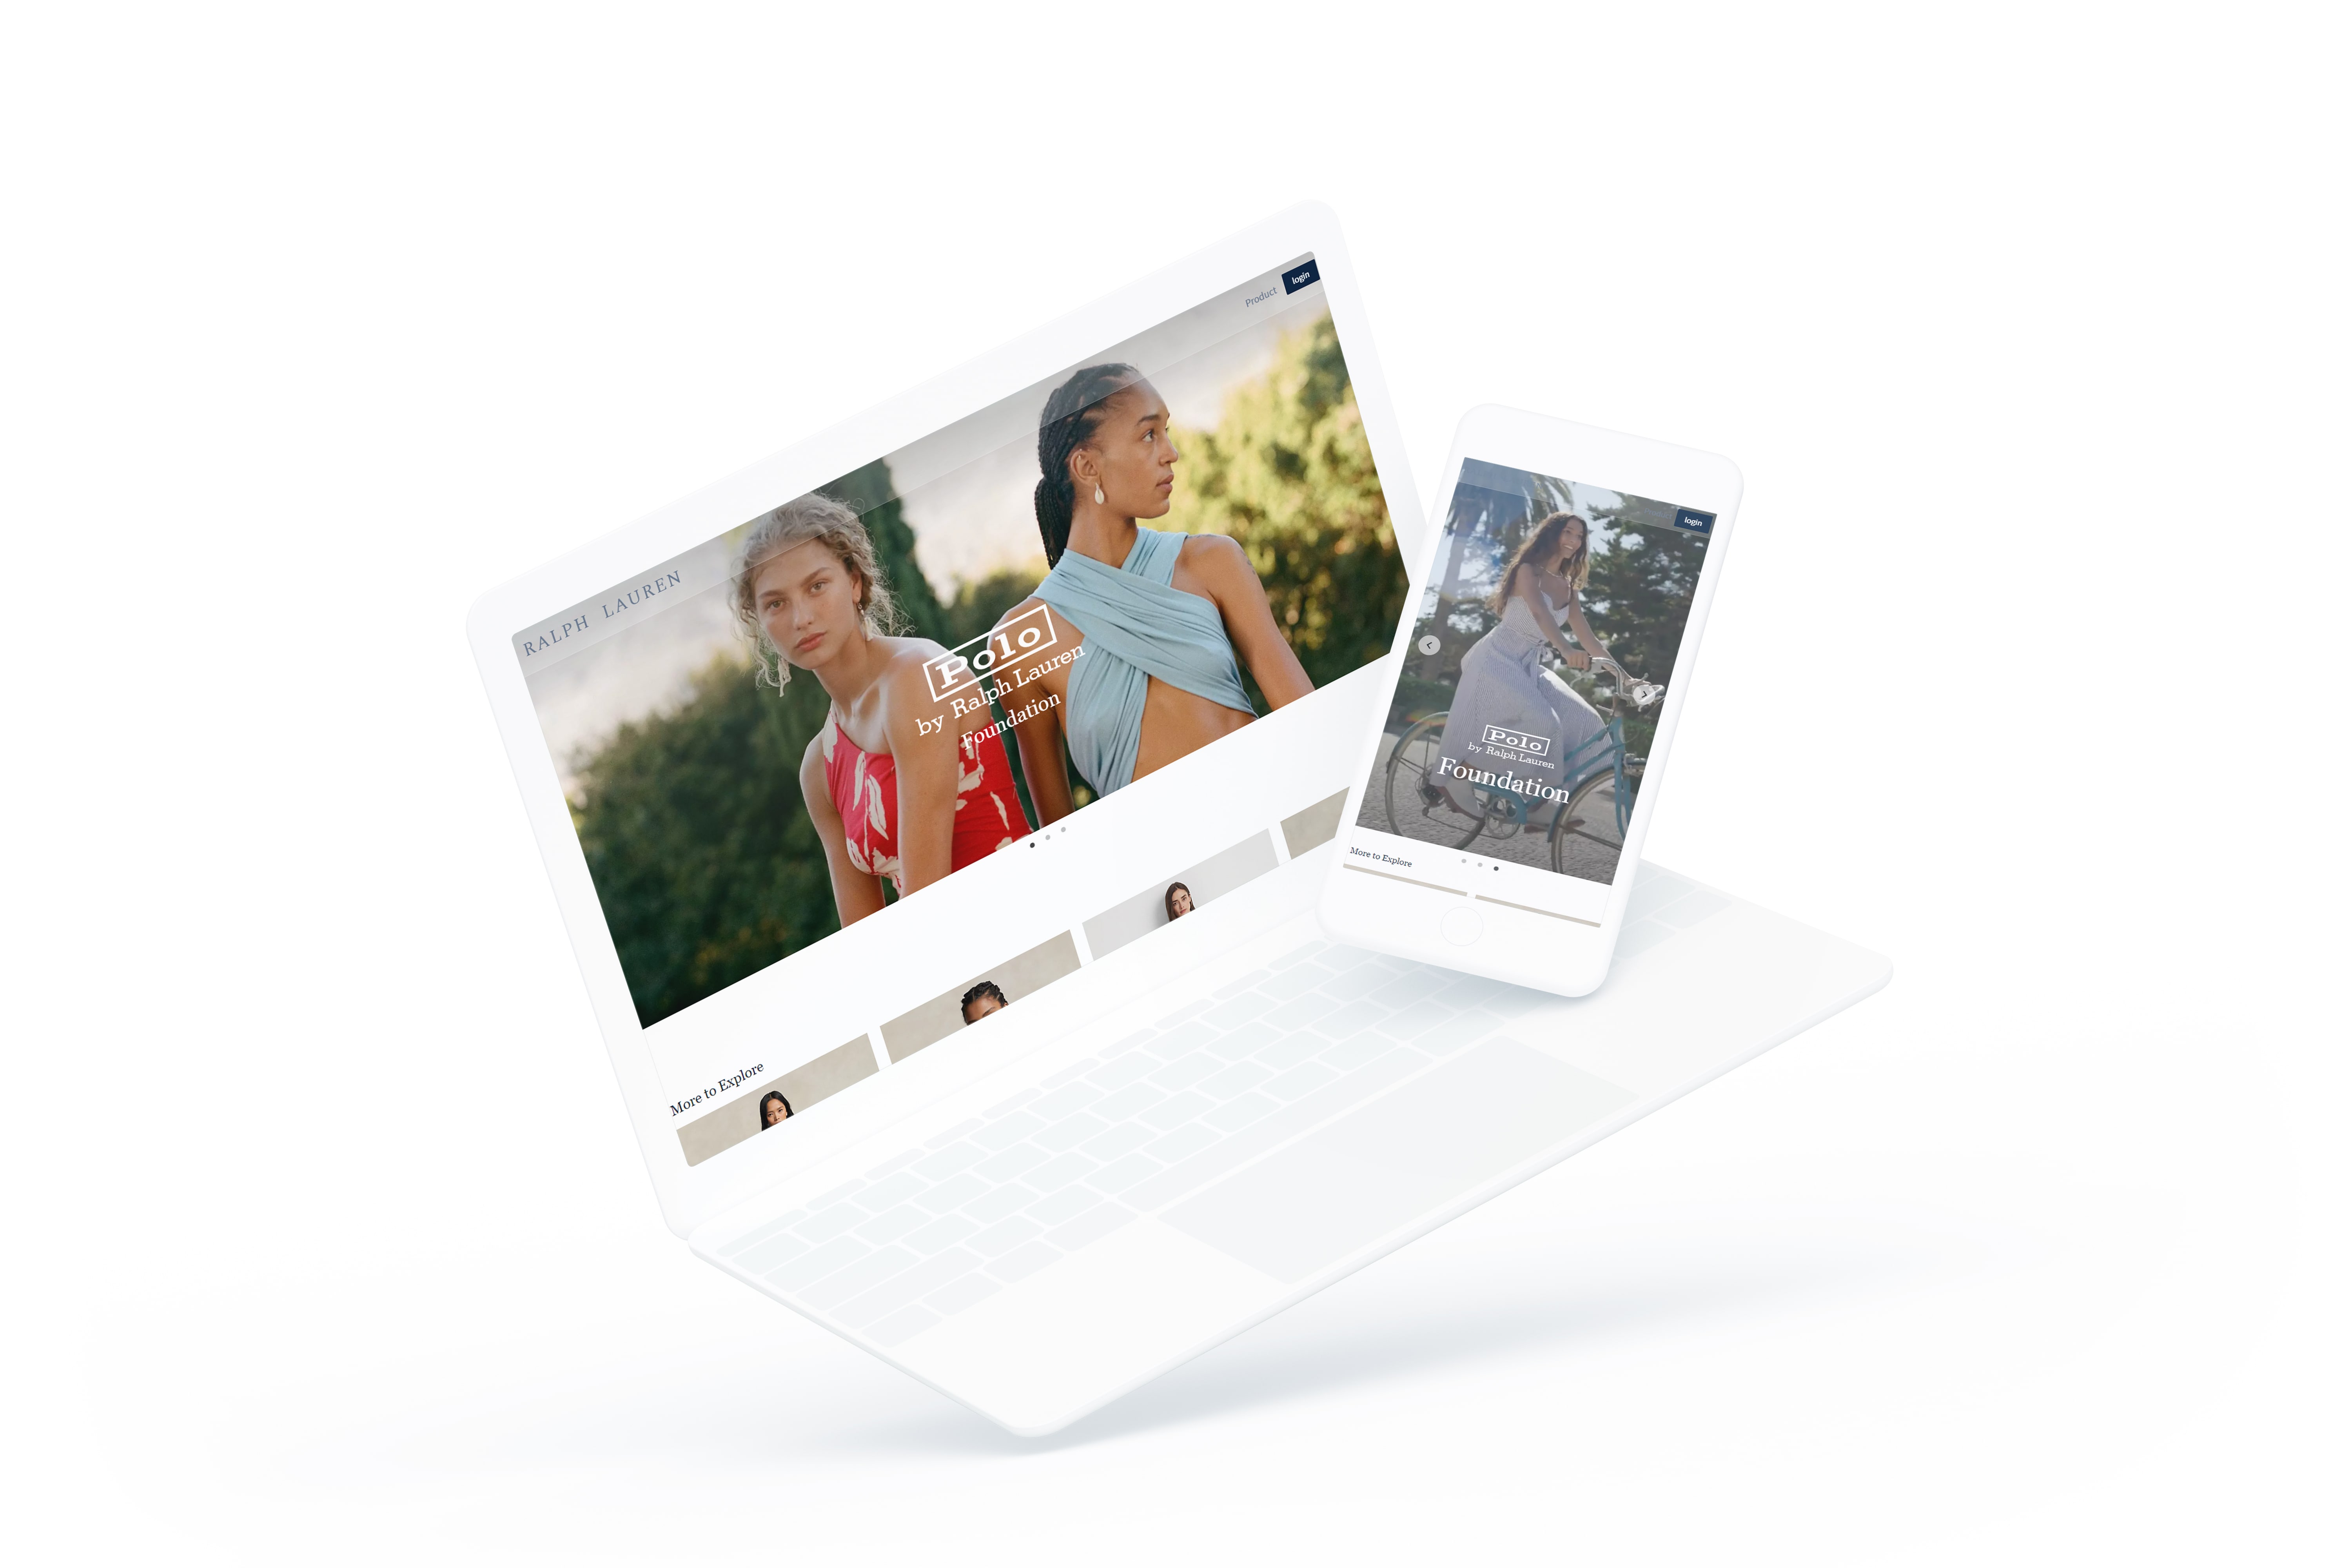 RALPH LAUREN
Product
login
Polo
by Ralph Lauren
Foundation
More to Explore
login
Polo
by Ralph Lauren
Foundation
More to Explore